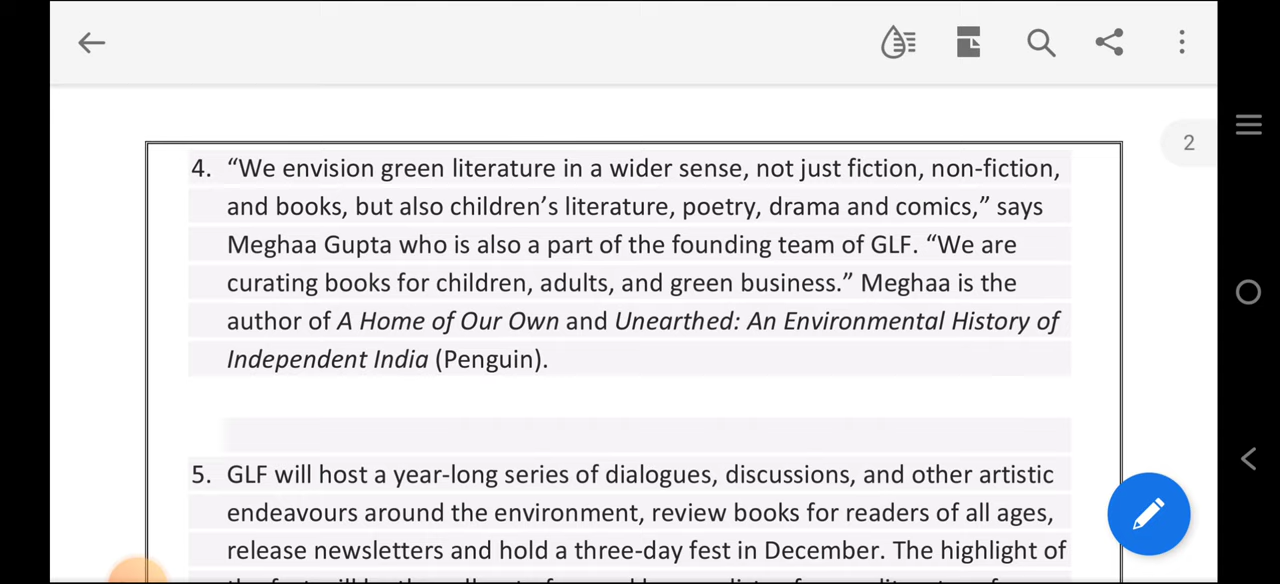 2
4. “We envision green literature in a wider sense, not just fiction, non-fiction,
and books, but also children’s literature, poetry, drama and comics,” says
Meghaa Gupta who is also a part of the founding team of GLF. “We are
curating books for children, adults, and green business.” Meghaa is the
author of A Home of Our Own and Unearthed: An Environmental History of
Independent India (Penguin).
5. GLF will host a year-long series of dialogues, discussions, and other artistic
endeavours around the environment, review books for readers of all ages,
release newsletters and hold a three-day fest in December. The highlight of